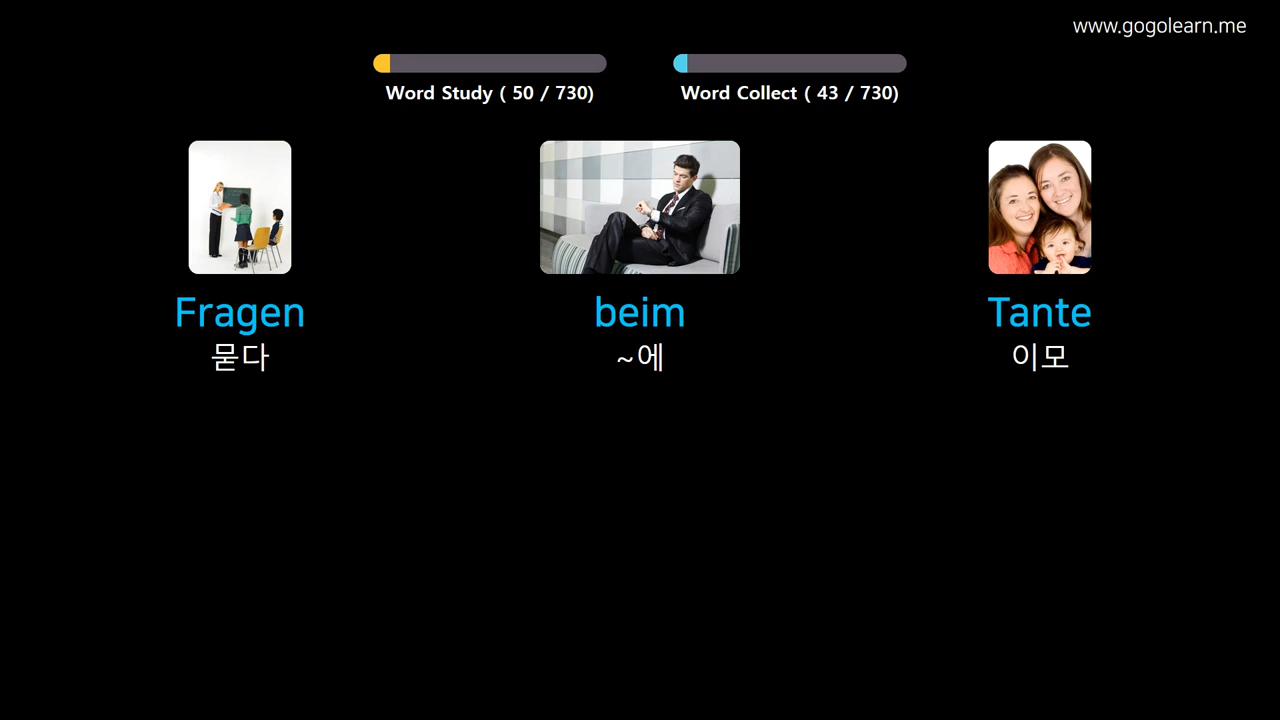 www.gogolearn.me
Word Study ( 50 / 730)
Word Collect ( 43 / 730)
Fragen
묻다
beim
~에
Tante
이모